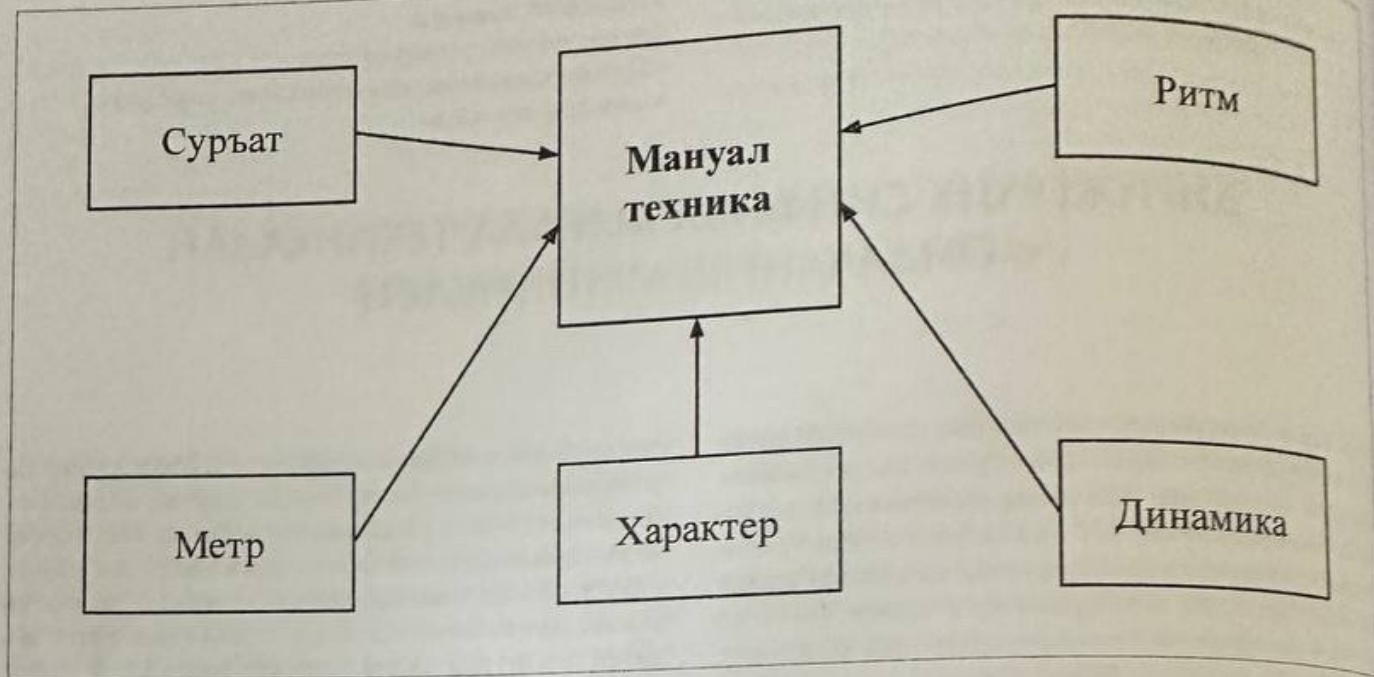 Суръат
Мануал
техника
Ритм
Метр
Характер
Динамика